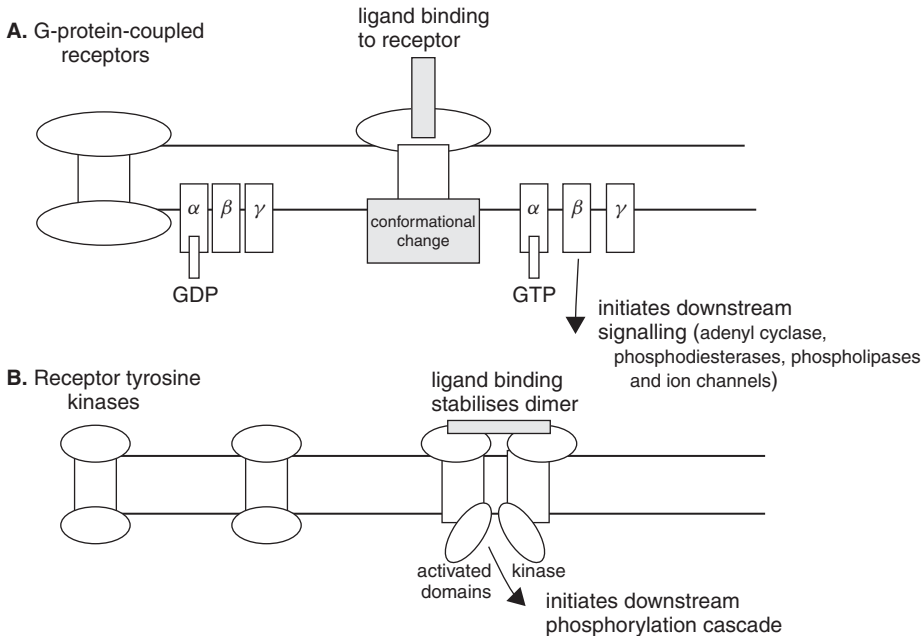 A. G-protein-coupled
receptors
ligand binding
to receptor
α β γ
GDP
conformational
change
α β γ
GTP
initiates downstream
signalling (adenyl cyclase,
phosphodiesterases, phospholipases
and ion channels)
B. Receptor tyrosine
kinases
ligand binding
stabilises dimer
activated
domains
kinase
initiates downstream
phosphorylation cascade